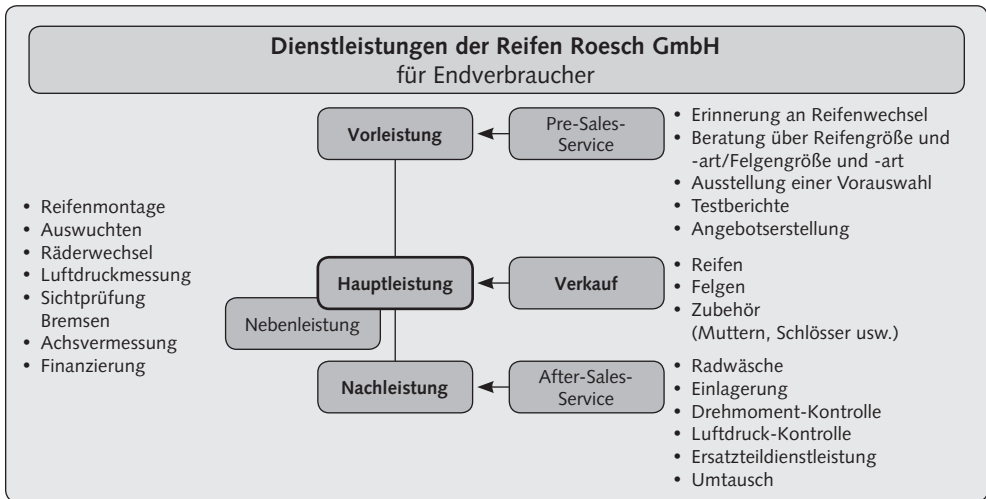 Dienstleistungen der Reifen Roesch GmbH
für Endverbraucher
Vorleistung
Pre-Sales-
Service
• Erinnerung an Reifenwechsel
• Beratung über Reifengröße und
-art/Felgengröße und -art
• Ausstellung einer Vorauswahl
• Testberichte
• Angebotserstellung
• Reifenmontage
• Auswuchten
• Räderwechsel
• Luftdruckmessung
• Sichtprüfung
Bremsen
• Achsvermessung
• Finanzierung
Hauptleistung
Nebenleistung
Verkauf
• Reifen
• Felgen
• Zubehör
(Muttern, Schlösser usw.)
Nachleistung
After-Sales-
Service
• Radwäsche
• Einlagerung
• Drehmoment-Kontrolle
• Luftdruck-Kontrolle
• Ersatzteildienstleistung
• Umtausch